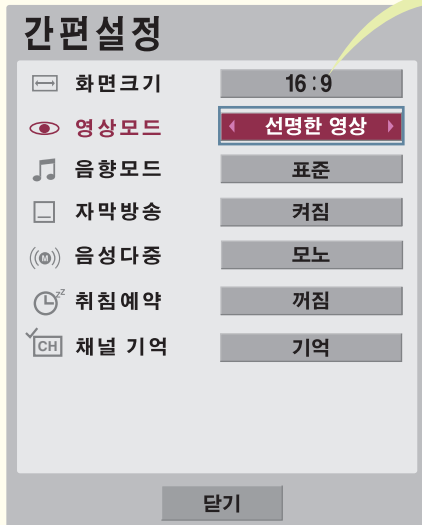 간편설정
화면크기 16:9
영상모드 선명한 영상
음향모드 표준
자막방송 켜짐
음성다중 모노
취침예약 꺼짐
채널 기억 기억
닫기